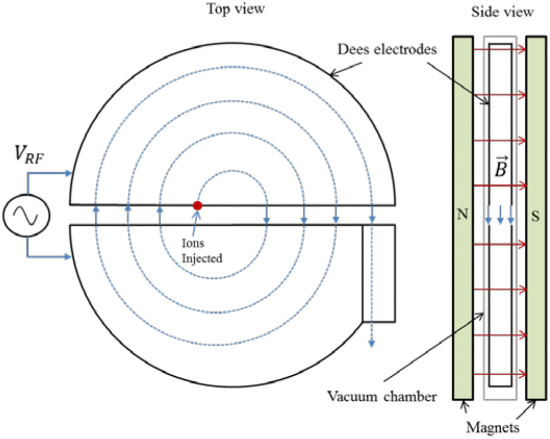 Top view
Side view
Dees electrodes
V_RF
B⃗
N
S
Ions
Injected
Vacuum chamber
Magnets